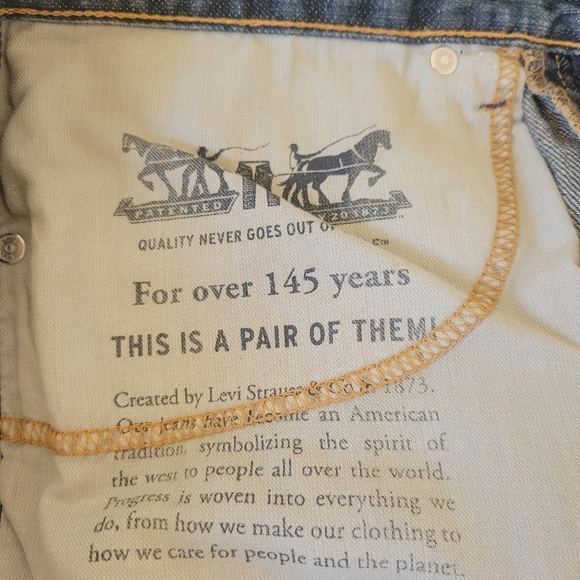 PATENTED
QUALITY NEVER GOES OUT
For over 145 years
THIS IS A PAIR OF THEM!
Created by Levi Strauss & Co. in 1873.
Our jeans have become an American
tradition, symbolizing the spirit of
the west to people all over the world.
Progress is woven into everything we
do, from how we make our clothing to
how we care for people and the planet.